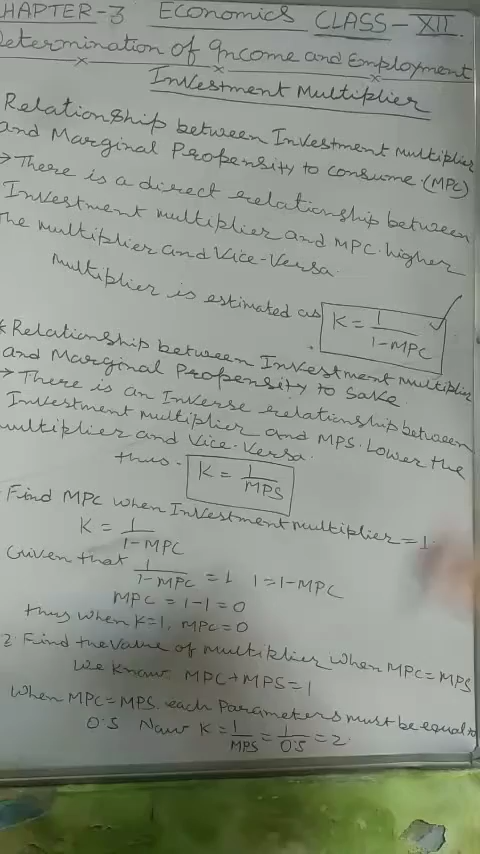 HAPTER-3 Economics CLASS-XII
Determination of Income and Employment
Investment Multiplier
Relationship between Investment multiplier
and Marginal Propensity to consume (MPC)
→ There is a direct relationship between
Investment multiplier and MPC. higher
the multiplier and Vice-Versa.
multiplier is estimated as K = 1/1-MPC
* Relationship between Investment multiplier
and Marginal Propensity to Sake
→ There is an Inverse relationship between
Investment multiplier and MPS. Lower the
multiplier and Vice-Versa.
thus. K = 1/MPS
Find MPC when Investment multiplier = 1.
K = 1/1-MPC
Given that 1/1-MPC = 1 1 = 1-MPC
MPC = 1-1 = 0
thus when K=1, MPC=0
2. Find the value of multiklier when MPC = MPS
We know MPC + MPS = 1
When MPC = MPS. each Parameters must be equal to
0.5 Now K = 1/MPS = 1/0.5 = 2.